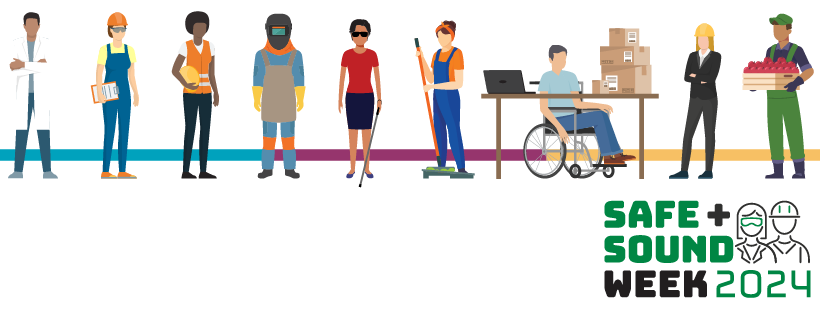 SAFE +
SOUND
WEEK 2024